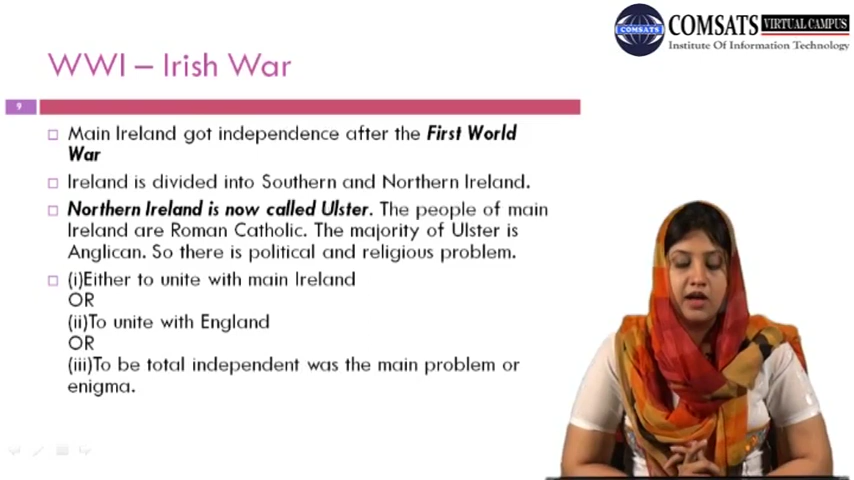 COMSATS VIRTUAL CAMPUS
COMSATS
Institute Of Information Technology
WWI – Irish War
9
Main Ireland got independence after the First World
War
Ireland is divided into Southern and Northern Ireland.
Northern Ireland is now called Ulster. The people of main
Ireland are Roman Catholic. The majority of Ulster is
Anglican. So there is political and religious problem.
(i)Either to unite with main Ireland
OR
(ii)To unite with England
OR
(iii)To be total independent was the main problem or
enigma.